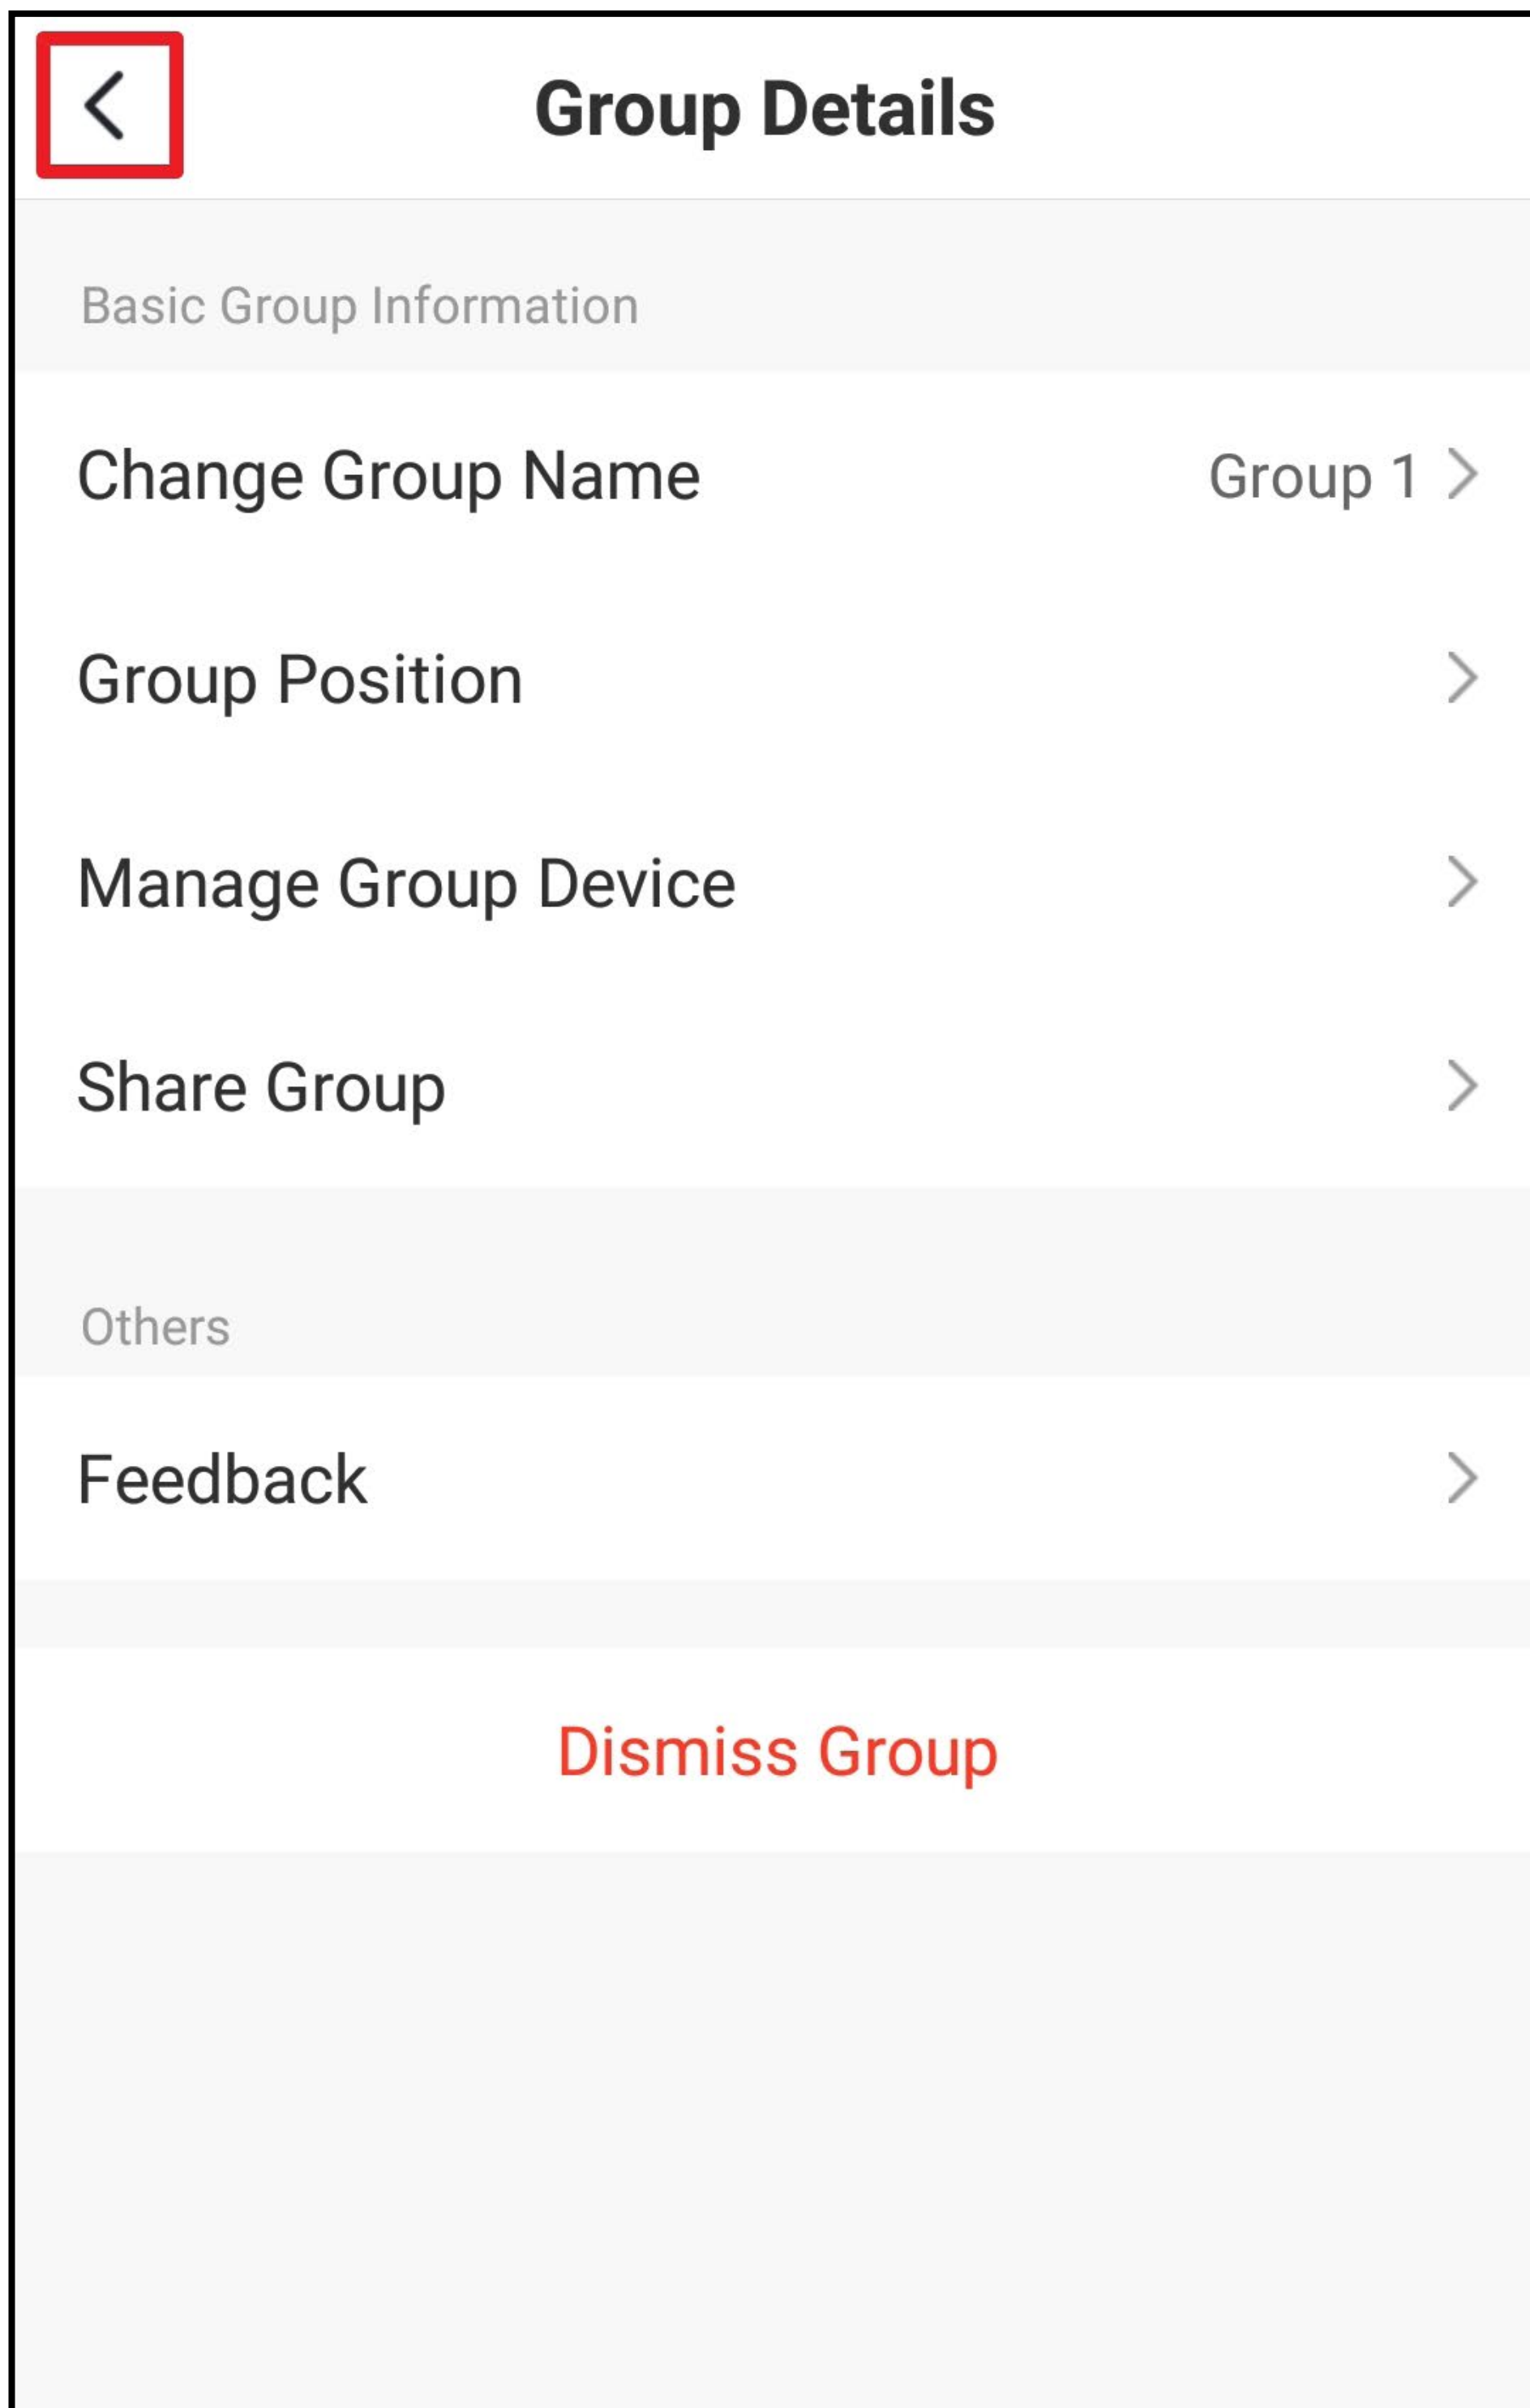 Group Details
Basic Group Information
Change Group Name Group 1
Group Position
Manage Group Device
Share Group
Others
Feedback
Dismiss Group